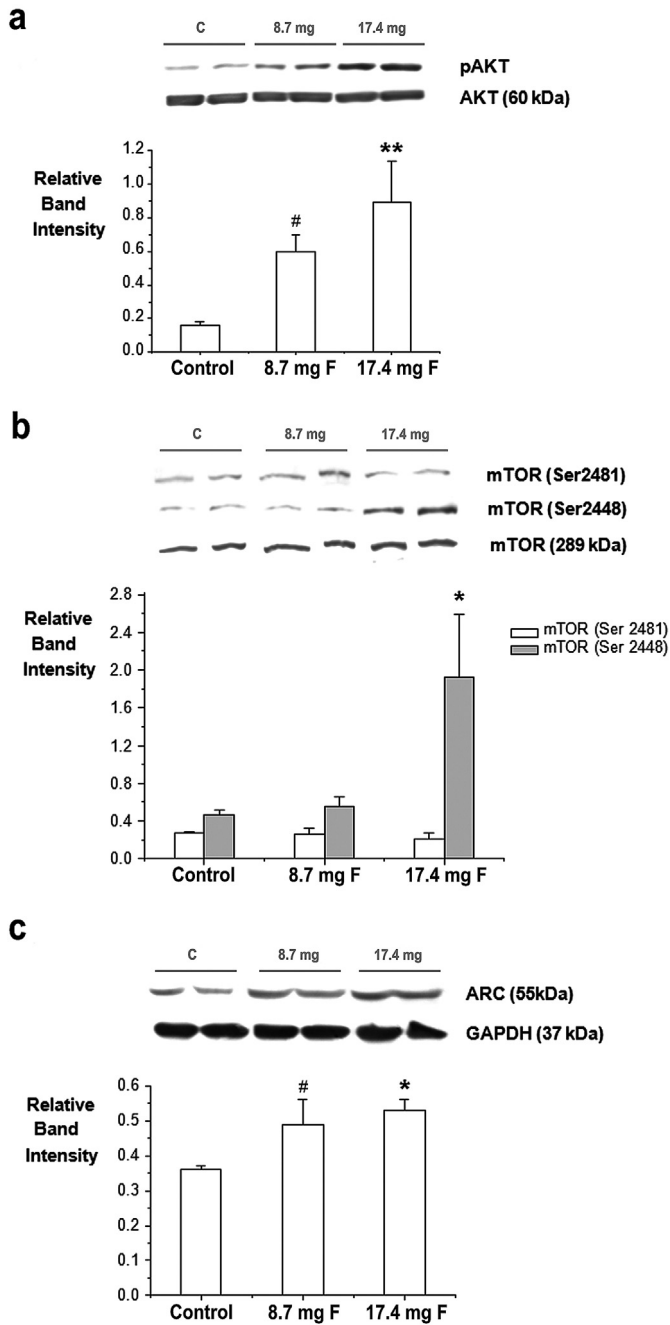 a
C 8.7 mg 17.4 mg
pAKT
AKT (60 kDa)
Relative
Band
Intensity
1.2
1.0
0.8
0.6
0.4
0.2
0.0
#
**
Control 8.7 mg F 17.4 mg F
b
C 8.7 mg 17.4 mg
mTOR (Ser2481)
mTOR (Ser2448)
mTOR (289 kDa)
Relative
Band
Intensity
2.8
2.4
2.0
1.6
1.2
0.8
0.4
0.0
*
mTOR (Ser 2481)
mTOR (Ser 2448)
Control 8.7 mg F 17.4 mg F
c
C 8.7 mg 17.4 mg
ARC (55kDa)
GAPDH (37 kDa)
Relative
Band
Intensity
0.6
0.5
0.4
0.3
0.2
0.1
0.0
#
*
Control 8.7 mg F 17.4 mg F